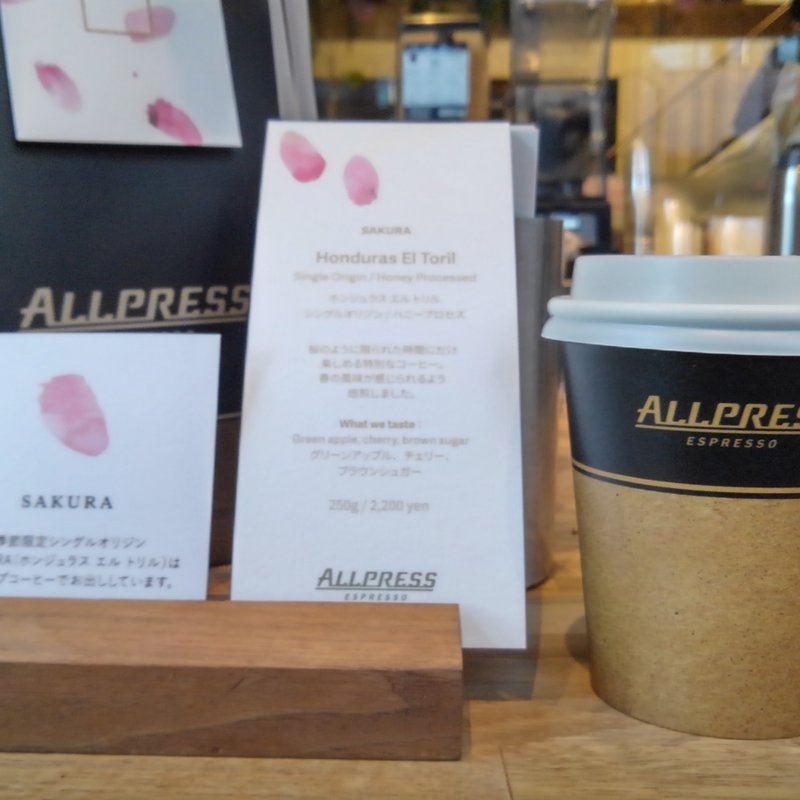 ALLPRESS
SAKURA
季節限定シングルオリジン
RA(ホンジュラス エル トリル)は
プコーヒーでお出ししています。
SAKURA
Honduras El Toril
Single Origin / Honey Processed
ホンジュラス エル トリル
シングルオリジン / ハニープロセス
桜のように限られた時間にだけ
楽しめる特別なコーヒー。
春の風味が感じられるよう
焙煎しました。
What we taste :
Green apple, cherry, brown sugar
グリーンアップル、チェリー、
ブラウンシュガー
250g / 2,200 yen
ALLPRESS
ESPRESSO
ALLPRESS
ESPRESSO